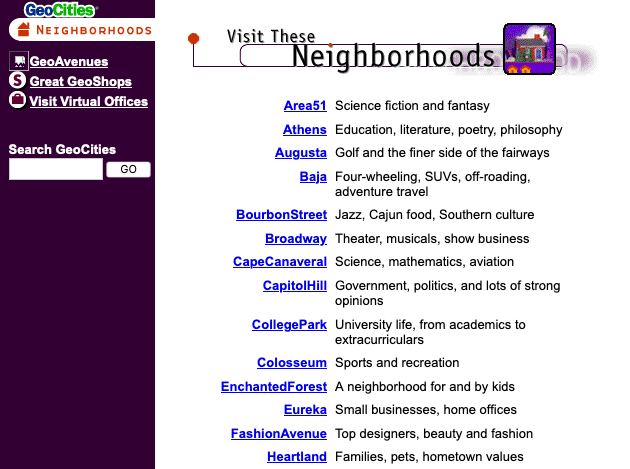 GeoCities
NEIGHBORHOODS
GeoAvenues
Great GeoShops
Visit Virtual Offices
Search GeoCities
GO
Visit These
Neighborhoods
Area51 Science fiction and fantasy
Athens Education, literature, poetry, philosophy
Augusta Golf and the finer side of the fairways
Baja Four-wheeling, SUVs, off-roading,
adventure travel
BourbonStreet Jazz, Cajun food, Southern culture
Broadway Theater, musicals, show business
CapeCanaveral Science, mathematics, aviation
CapitolHill Government, politics, and lots of strong
opinions
CollegePark University life, from academics to
extracurriculars
Colosseum Sports and recreation
EnchantedForest A neighborhood for and by kids
Eureka Small businesses, home offices
FashionAvenue Top designers, beauty and fashion
Heartland Families, pets, hometown values